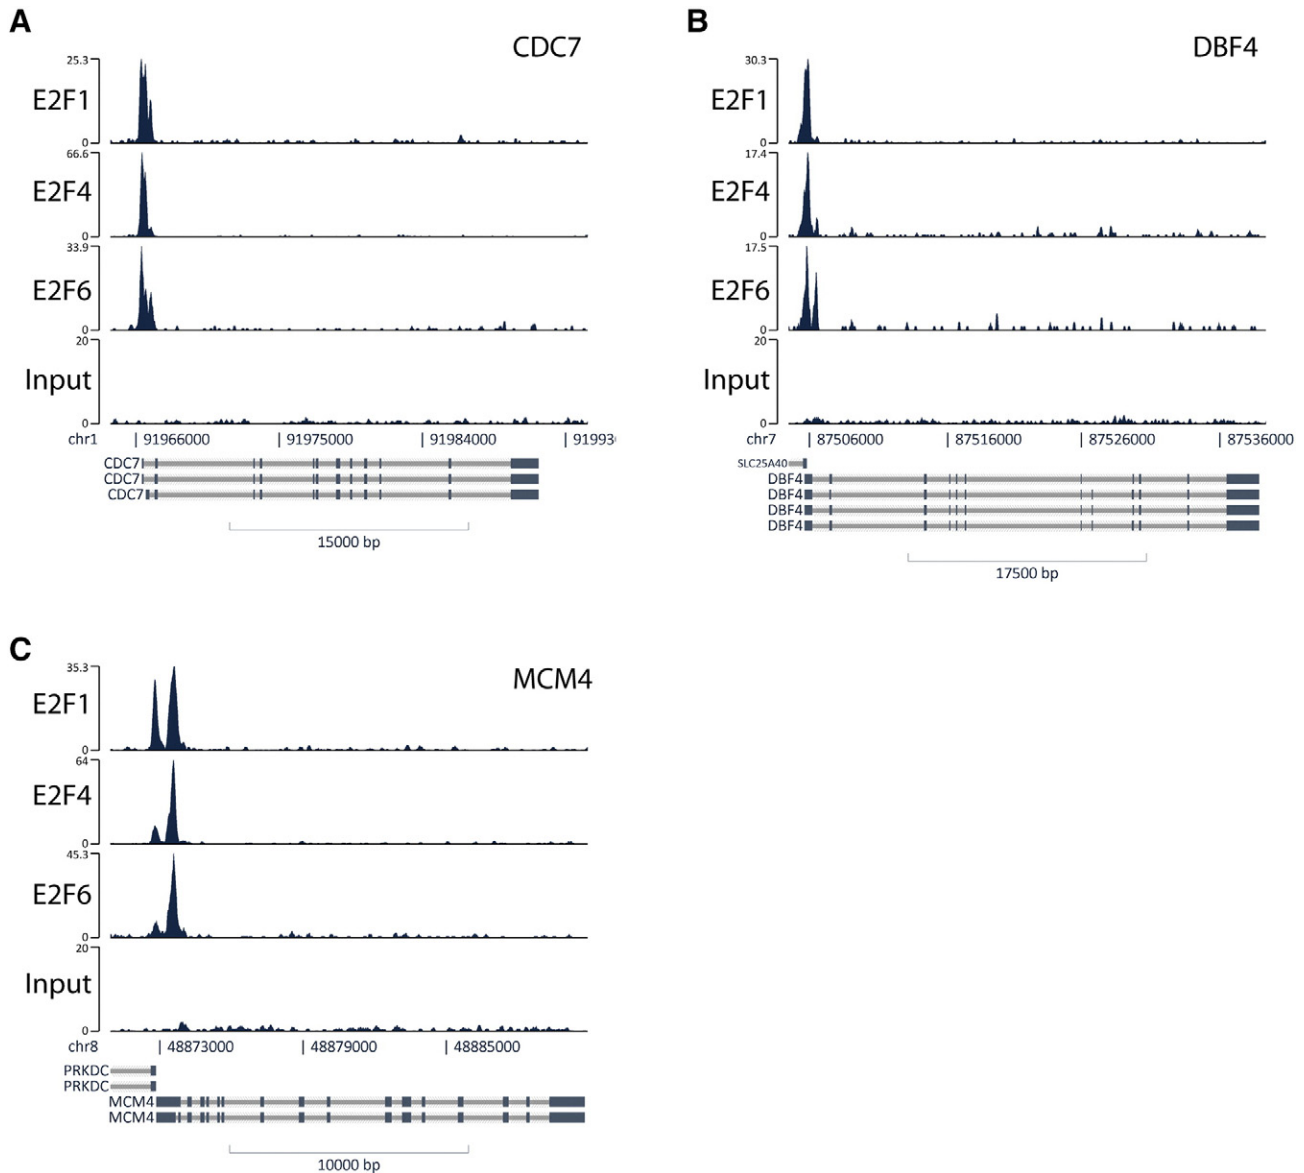 A
CDC7
25.3
E2F1
0
66.6
E2F4
0
33.9
E2F6
0
20
Input
0
chr1 | 91966000 | 91975000 | 91984000 | 91993
CDC7
CDC7
CDC7
15000 bp
B
DBF4
30.3
E2F1
0
17.4
E2F4
0
17.5
E2F6
0
20
Input
0
chr7 | 87506000 | 87516000 | 87526000 | 87536000
SLC25A40
DBF4
DBF4
DBF4
DBF4
17500 bp
C
MCM4
35.3
E2F1
0
64
E2F4
0
45.3
E2F6
0
20
Input
0
chr8 | 48873000 | 48879000 | 48885000
PRKDC
PRKDC
MCM4
MCM4
10000 bp